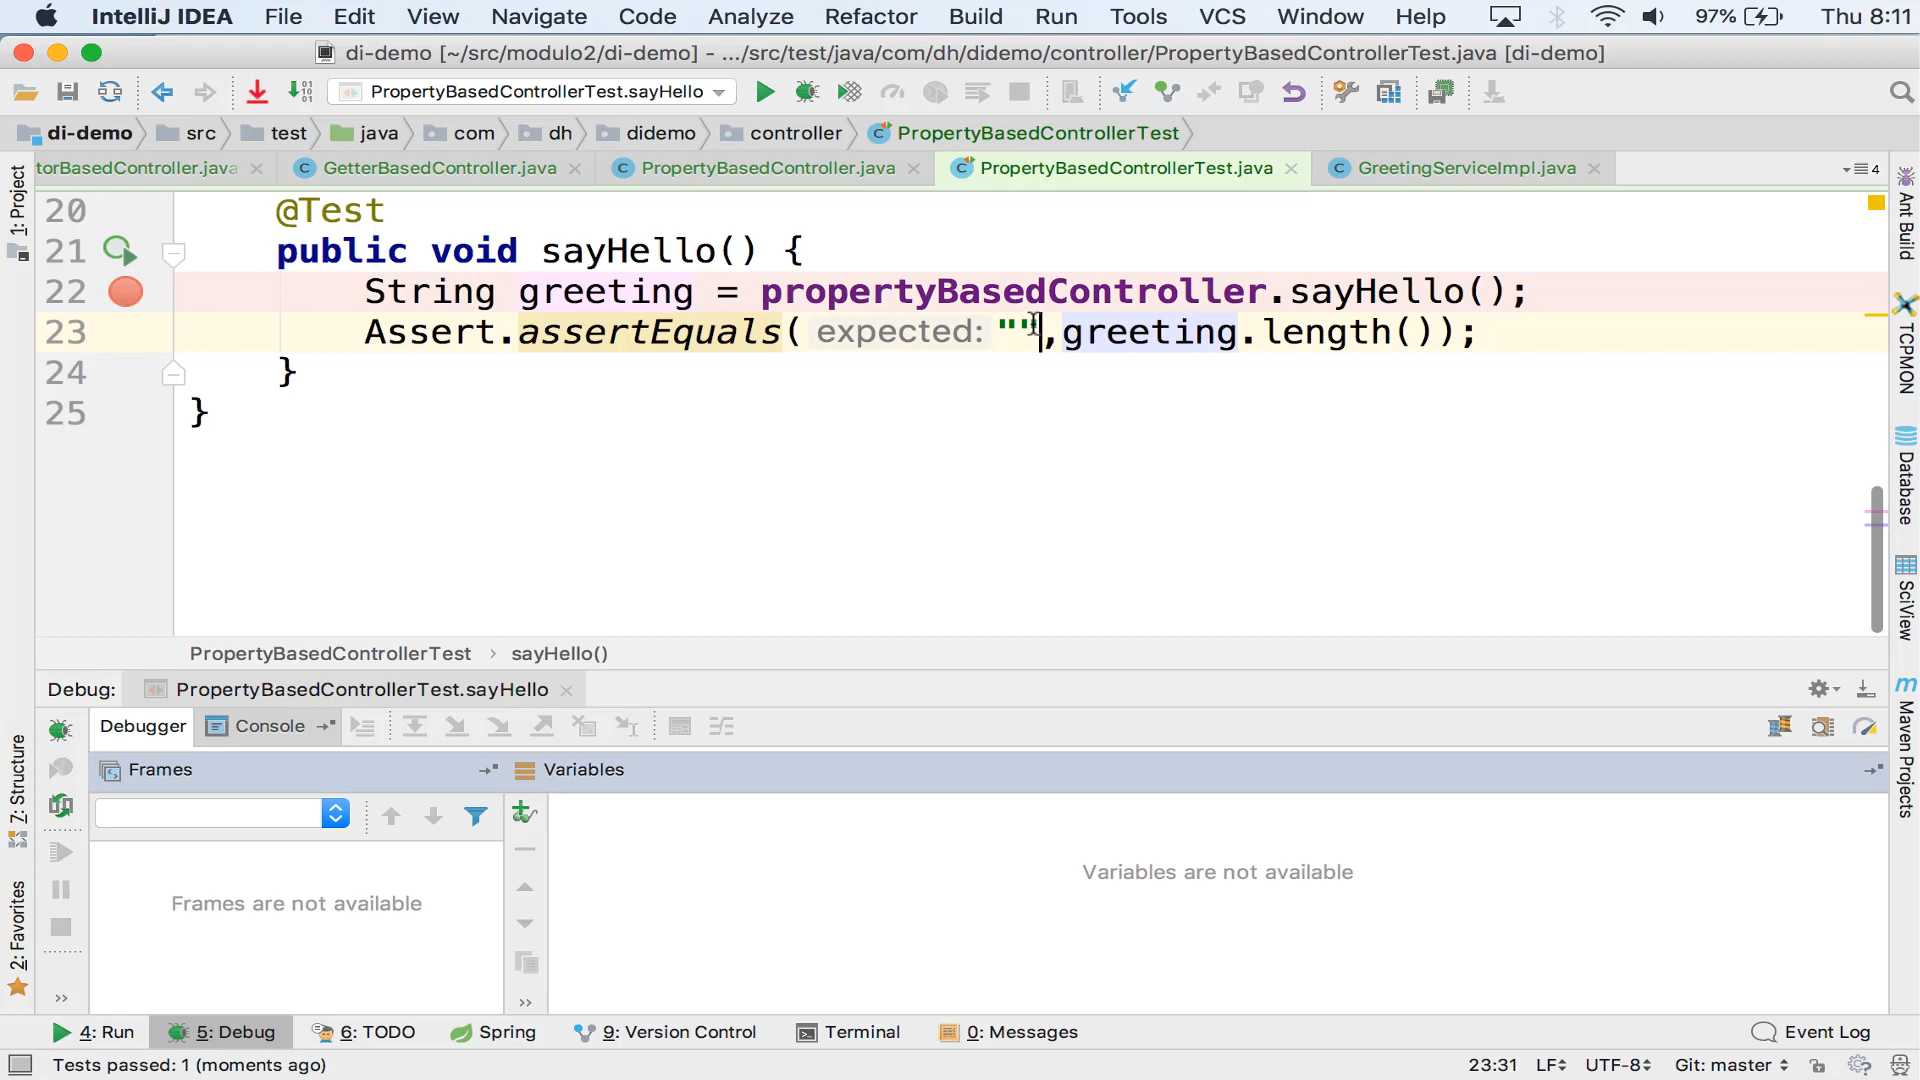 IntelliJ IDEA File Edit View Navigate Code Analyze Refactor Build Run Tools VCS Window Help 97% Thu 8:11
di-demo [~/src/modulo2/di-demo] - .../src/test/java/com/dh/didemo/controller/PropertyBasedControllerTest.java [di-demo]
PropertyBasedControllerTest.sayHello
di-demo src test java com dh didemo controller PropertyBasedControllerTest
torBasedController.java GetterBasedController.java PropertyBasedController.java PropertyBasedControllerTest.java GreetingServiceImpl.java 4
1: Project
7: Structure
2: Favorites
20 @Test
21 public void sayHello() {
22 String greeting = propertyBasedController.sayHello();
23 Assert.assertEquals( expected: "",greeting.length());
24 }
25 }
Ant Build
TCPMON
Database
SciView
Maven Projects
PropertyBasedControllerTest › sayHello()
Debug: PropertyBasedControllerTest.sayHello
Debugger Console
Frames Variables
Frames are not available
Variables are not available
4: Run 5: Debug 6: TODO Spring 9: Version Control Terminal 0: Messages Event Log
Tests passed: 1 (moments ago) 23:31 LF UTF-8 Git: master